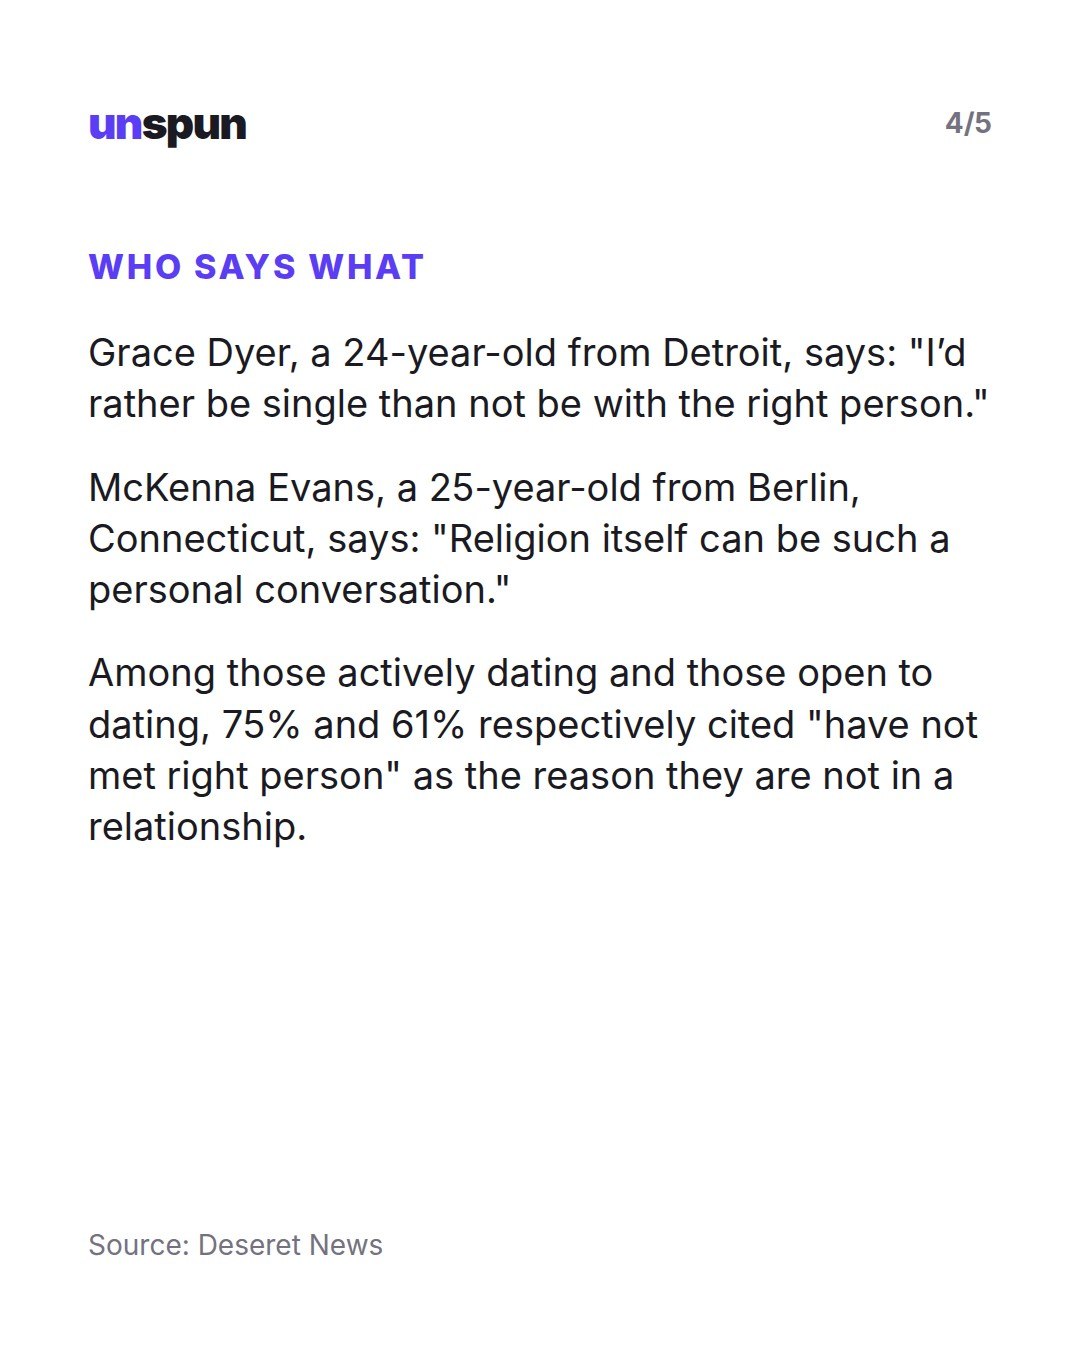 unspun
4/5
WHO SAYS WHAT
Grace Dyer, a 24-year-old from Detroit, says: "I’d
rather be single than not be with the right person."
McKenna Evans, a 25-year-old from Berlin,
Connecticut, says: "Religion itself can be such a
personal conversation."
Among those actively dating and those open to
dating, 75% and 61% respectively cited "have not
met right person" as the reason they are not in a
relationship.
Source: Deseret News